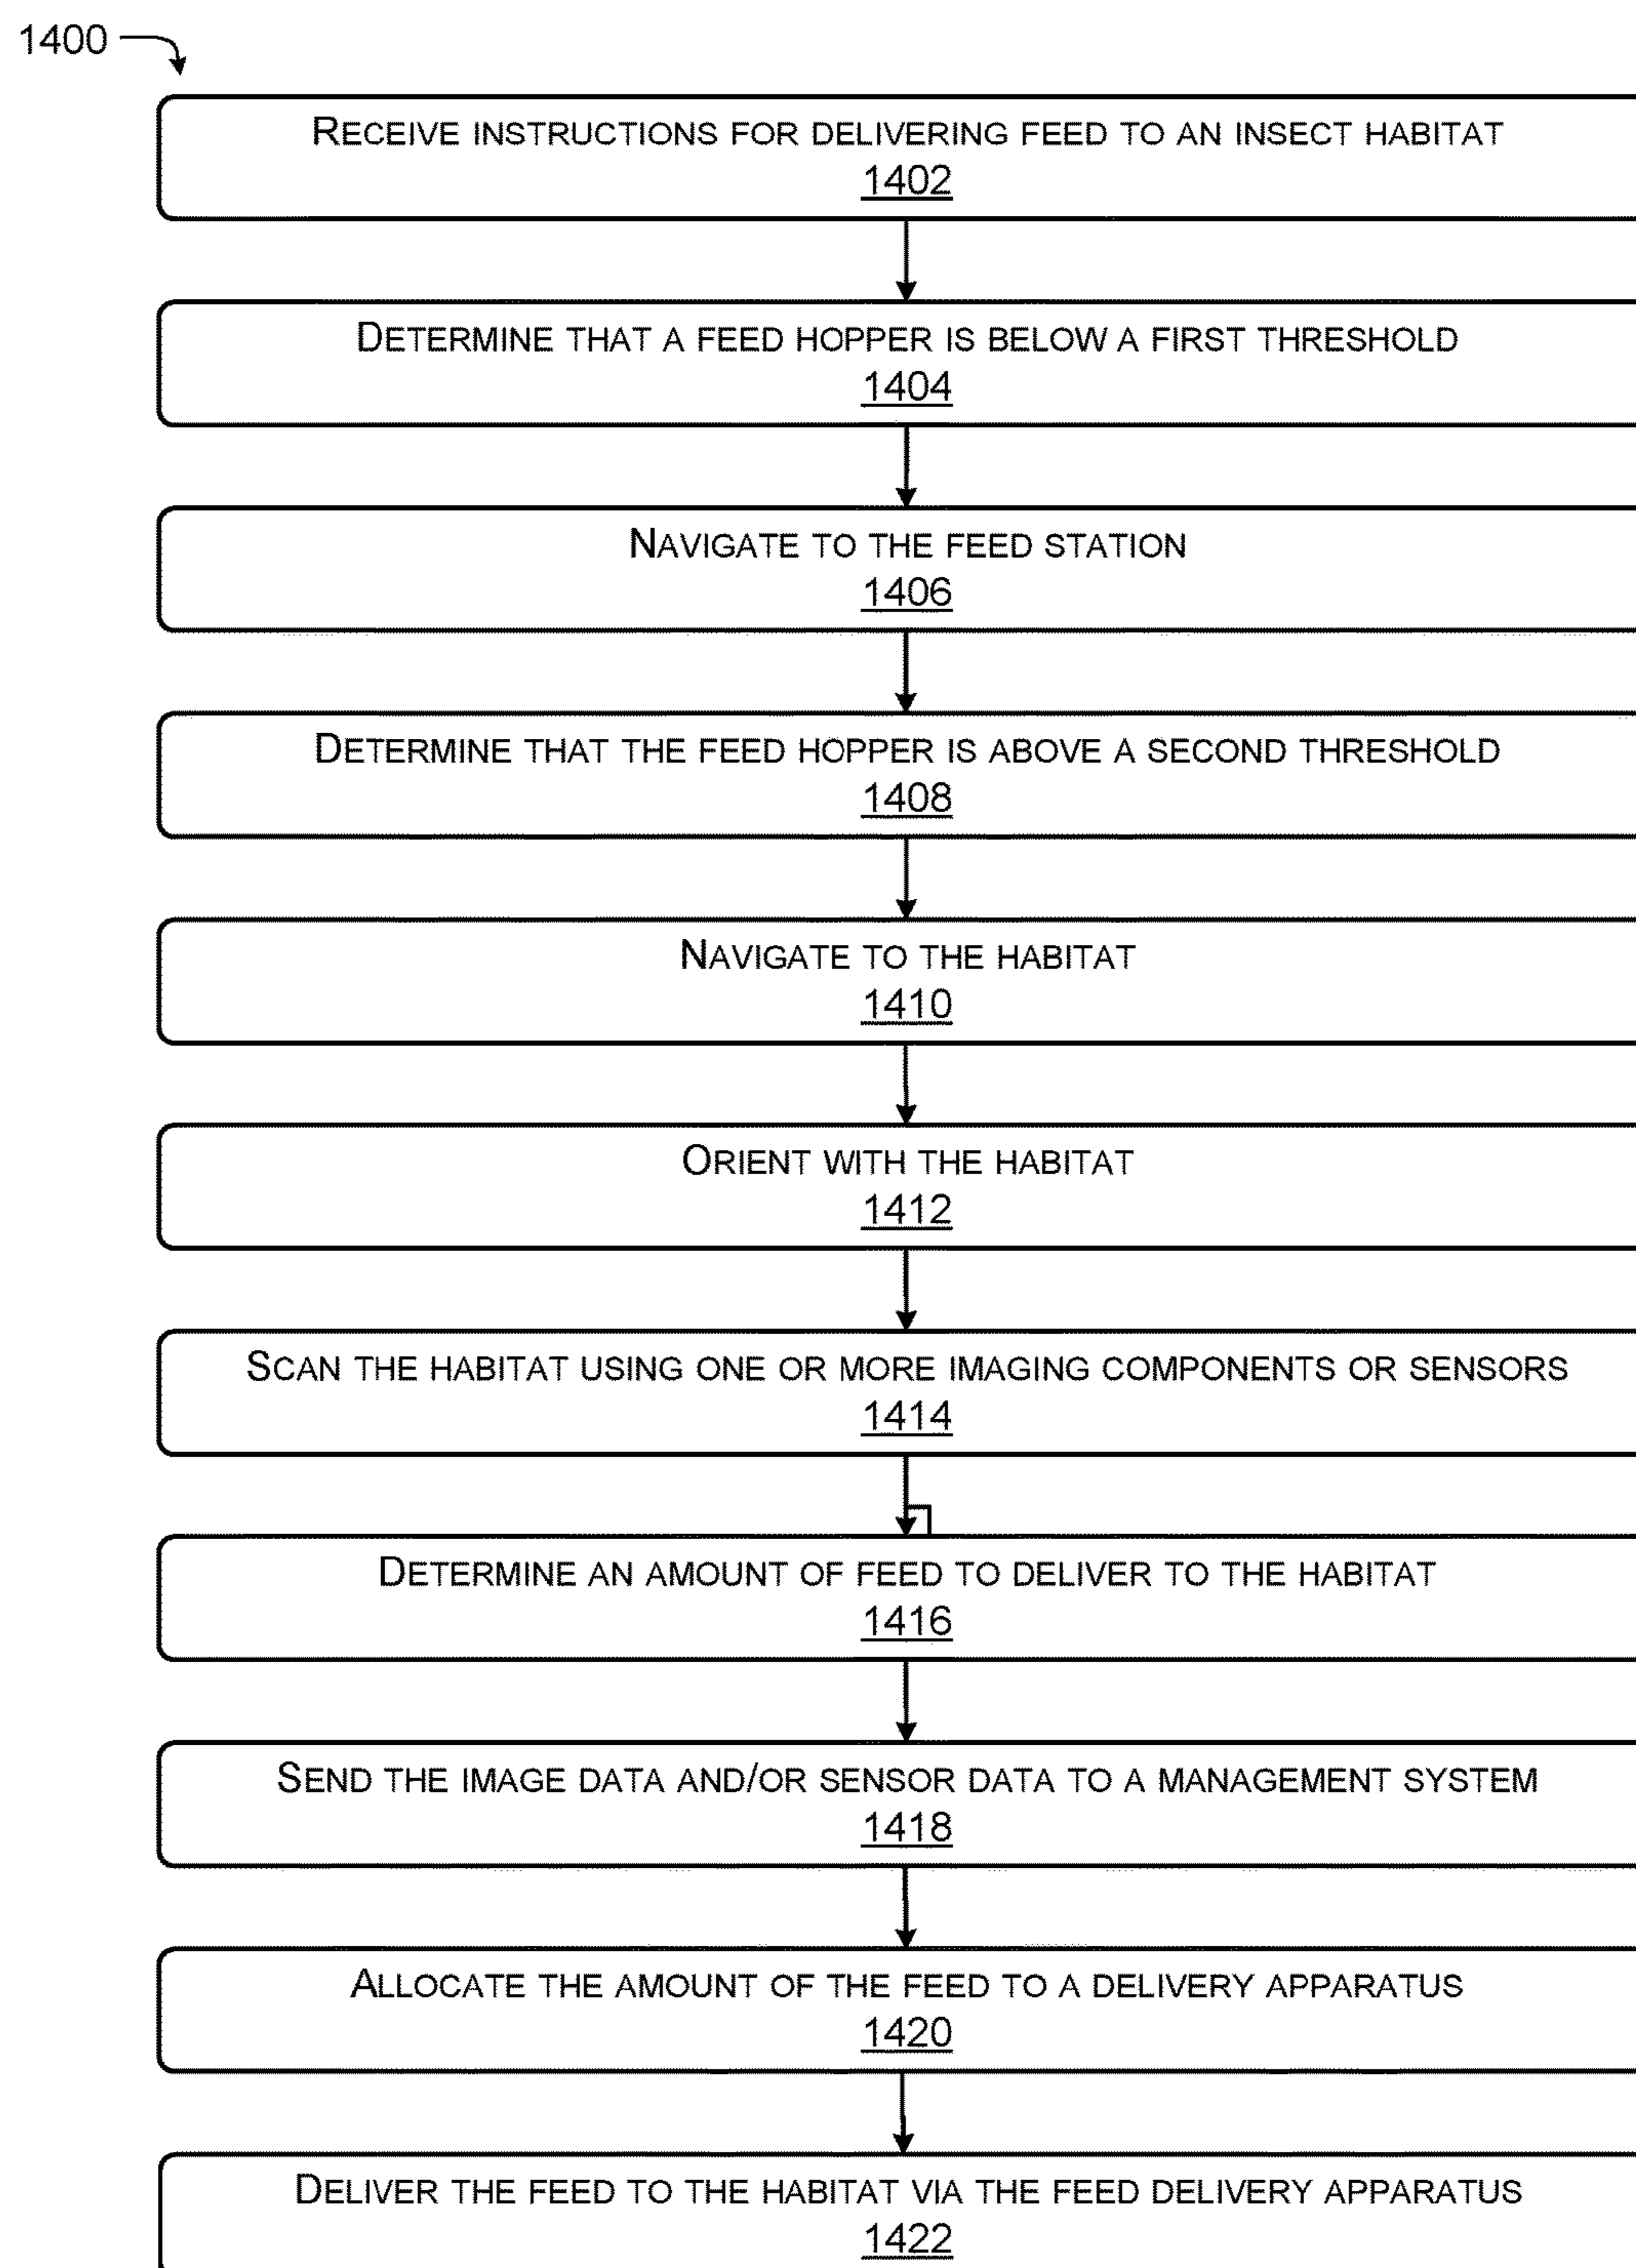 1400
RECEIVE INSTRUCTIONS FOR DELIVERING FEED TO AN INSECT HABITAT
1402
DETERMINE THAT A FEED HOPPER IS BELOW A FIRST THRESHOLD
1404
NAVIGATE TO THE FEED STATION
1406
DETERMINE THAT THE FEED HOPPER IS ABOVE A SECOND THRESHOLD
1408
NAVIGATE TO THE HABITAT
1410
ORIENT WITH THE HABITAT
1412
SCAN THE HABITAT USING ONE OR MORE IMAGING COMPONENTS OR SENSORS
1414
DETERMINE AN AMOUNT OF FEED TO DELIVER TO THE HABITAT
1416
SEND THE IMAGE DATA AND/OR SENSOR DATA TO A MANAGEMENT SYSTEM
1418
ALLOCATE THE AMOUNT OF THE FEED TO A DELIVERY APPARATUS
1420
DELIVER THE FEED TO THE HABITAT VIA THE FEED DELIVERY APPARATUS
1422